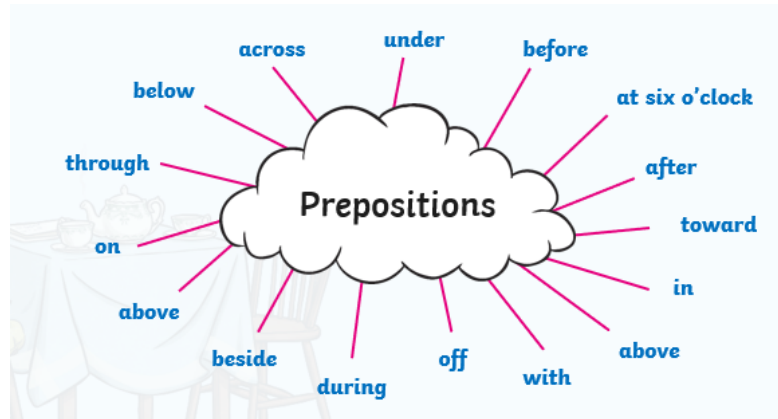 under
across
before
below
at six o'clock
through
after
Prepositions
toward
on
in
above
above
beside
off
with
during